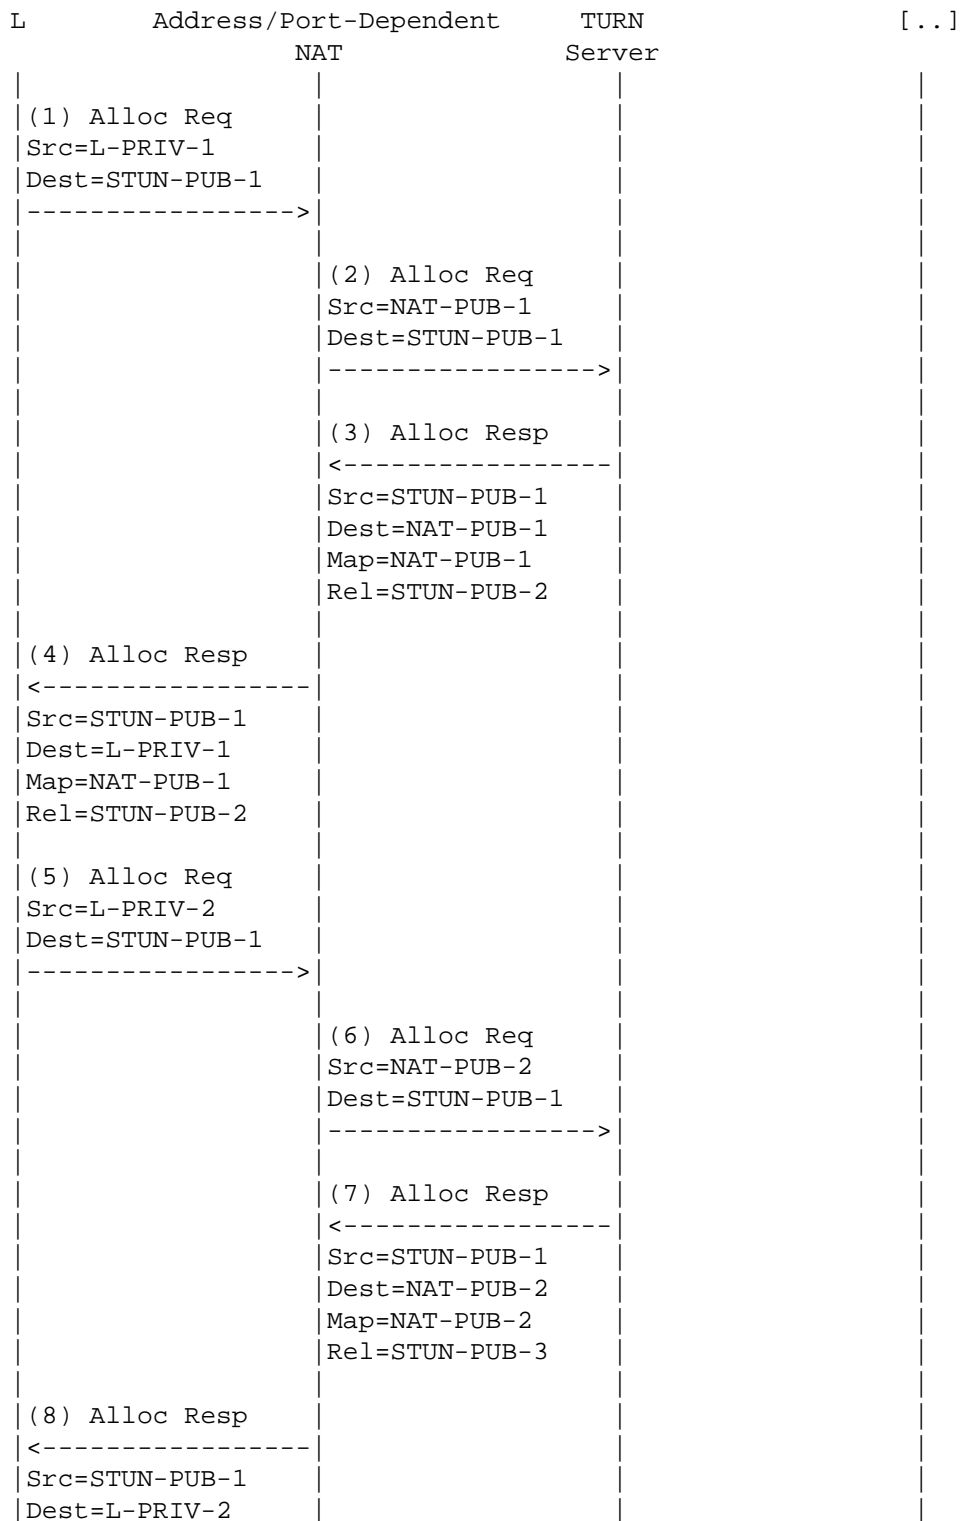 L        Address/Port-Dependent    TURN                [..]
                  NAT              Server
|                  |                  |                  |
|(1) Alloc Req     |                  |                  |
|Src=L-PRIV-1      |                  |                  |
|Dest=STUN-PUB-1   |                  |                  |
|----------------->|                  |                  |
|                  |                  |                  |
|                  |(2) Alloc Req     |                  |
|                  |Src=NAT-PUB-1     |                  |
|                  |Dest=STUN-PUB-1   |                  |
|                  |----------------->|                  |
|                  |                  |                  |
|                  |(3) Alloc Resp    |                  |
|                  |<-----------------|                  |
|                  |Src=STUN-PUB-1    |                  |
|                  |Dest=NAT-PUB-1    |                  |
|                  |Map=NAT-PUB-1     |                  |
|                  |Rel=STUN-PUB-2    |                  |
|                  |                  |                  |
|(4) Alloc Resp    |                  |                  |
|<-----------------|                  |                  |
|Src=STUN-PUB-1    |                  |                  |
|Dest=L-PRIV-1     |                  |                  |
|Map=NAT-PUB-1     |                  |                  |
|Rel=STUN-PUB-2    |                  |                  |
|                  |                  |                  |
|(5) Alloc Req     |                  |                  |
|Src=L-PRIV-2      |                  |                  |
|Dest=STUN-PUB-1   |                  |                  |
|----------------->|                  |                  |
|                  |                  |                  |
|                  |(6) Alloc Req     |                  |
|                  |Src=NAT-PUB-2     |                  |
|                  |Dest=STUN-PUB-1   |                  |
|                  |----------------->|                  |
|                  |                  |                  |
|                  |(7) Alloc Resp    |                  |
|                  |<-----------------|                  |
|                  |Src=STUN-PUB-1    |                  |
|                  |Dest=NAT-PUB-2    |                  |
|                  |Map=NAT-PUB-2     |                  |
|                  |Rel=STUN-PUB-3    |                  |
|                  |                  |                  |
|(8) Alloc Resp    |                  |                  |
|<-----------------|                  |                  |
|Src=STUN-PUB-1    |                  |                  |
|Dest=L-PRIV-2     |                  |                  |